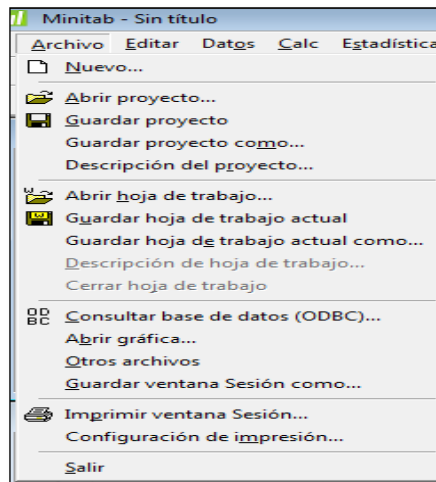 Minitab - Sin título
Archivo Editar Datos Calc Estadística
Nuevo...
Abrir proyecto...
Guardar proyecto
Guardar proyecto como...
Descripción del proyecto...
Abrir hoja de trabajo...
Guardar hoja de trabajo actual
Guardar hoja de trabajo actual como...
Descripción de hoja de trabajo...
Cerrar hoja de trabajo
Consultar base de datos (ODBC)...
Abrir gráfica...
Otros archivos
Guardar ventana Sesión como...
Imprimir ventana Sesión...
Configuración de impresión...
Salir